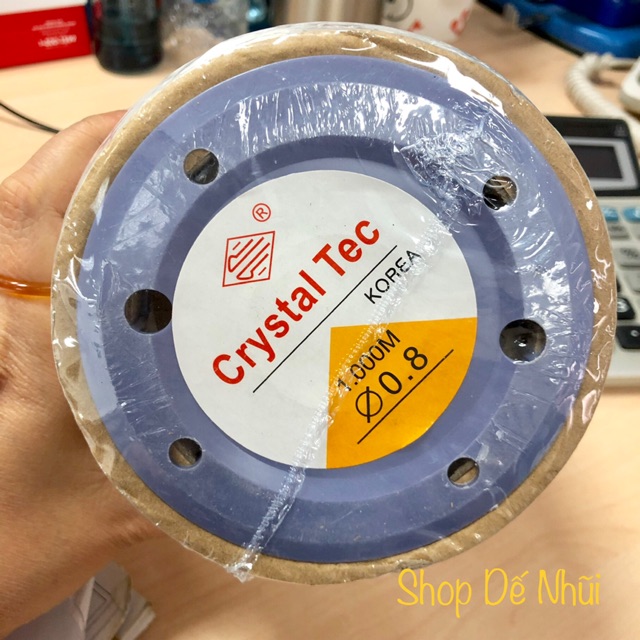 ®
Crystal Tec
KOREA
1.000M
Ø0.8
Shop Dế Nhũi